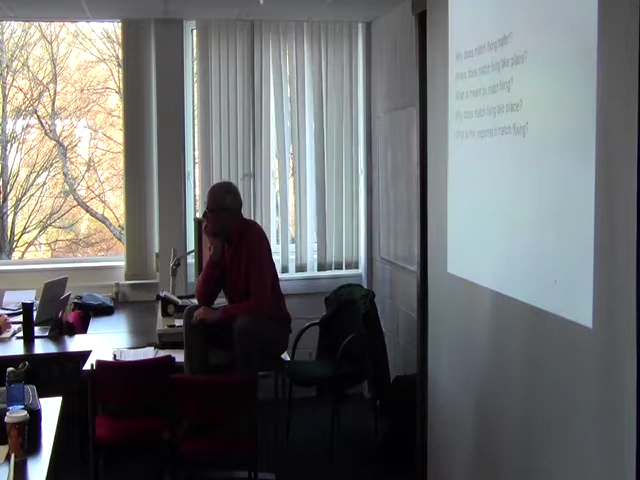 Why does match fixing matter?
Where does match fixing take place?
What is meant by match fixing?
Why does match fixing take place?
What is the response to match fixing?